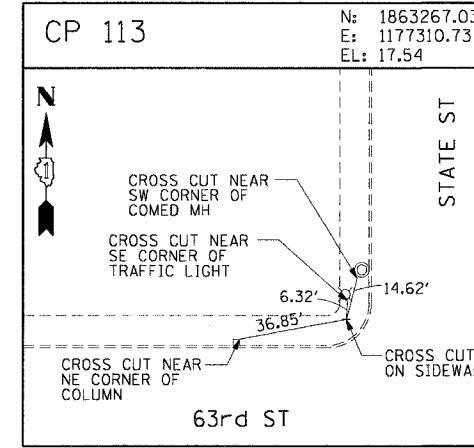 CP 113
N: 1863267.03
E: 1177310.73
EL: 17.54
N
1
STATE ST
CROSS CUT NEAR
SW CORNER OF
COMED MH
CROSS CUT NEAR
SE CORNER OF
TRAFFIC LIGHT
6.32'
14.62'
36.85'
CROSS CUT NEAR
NE CORNER OF
COLUMN
CROSS CUT
ON
63rd ST